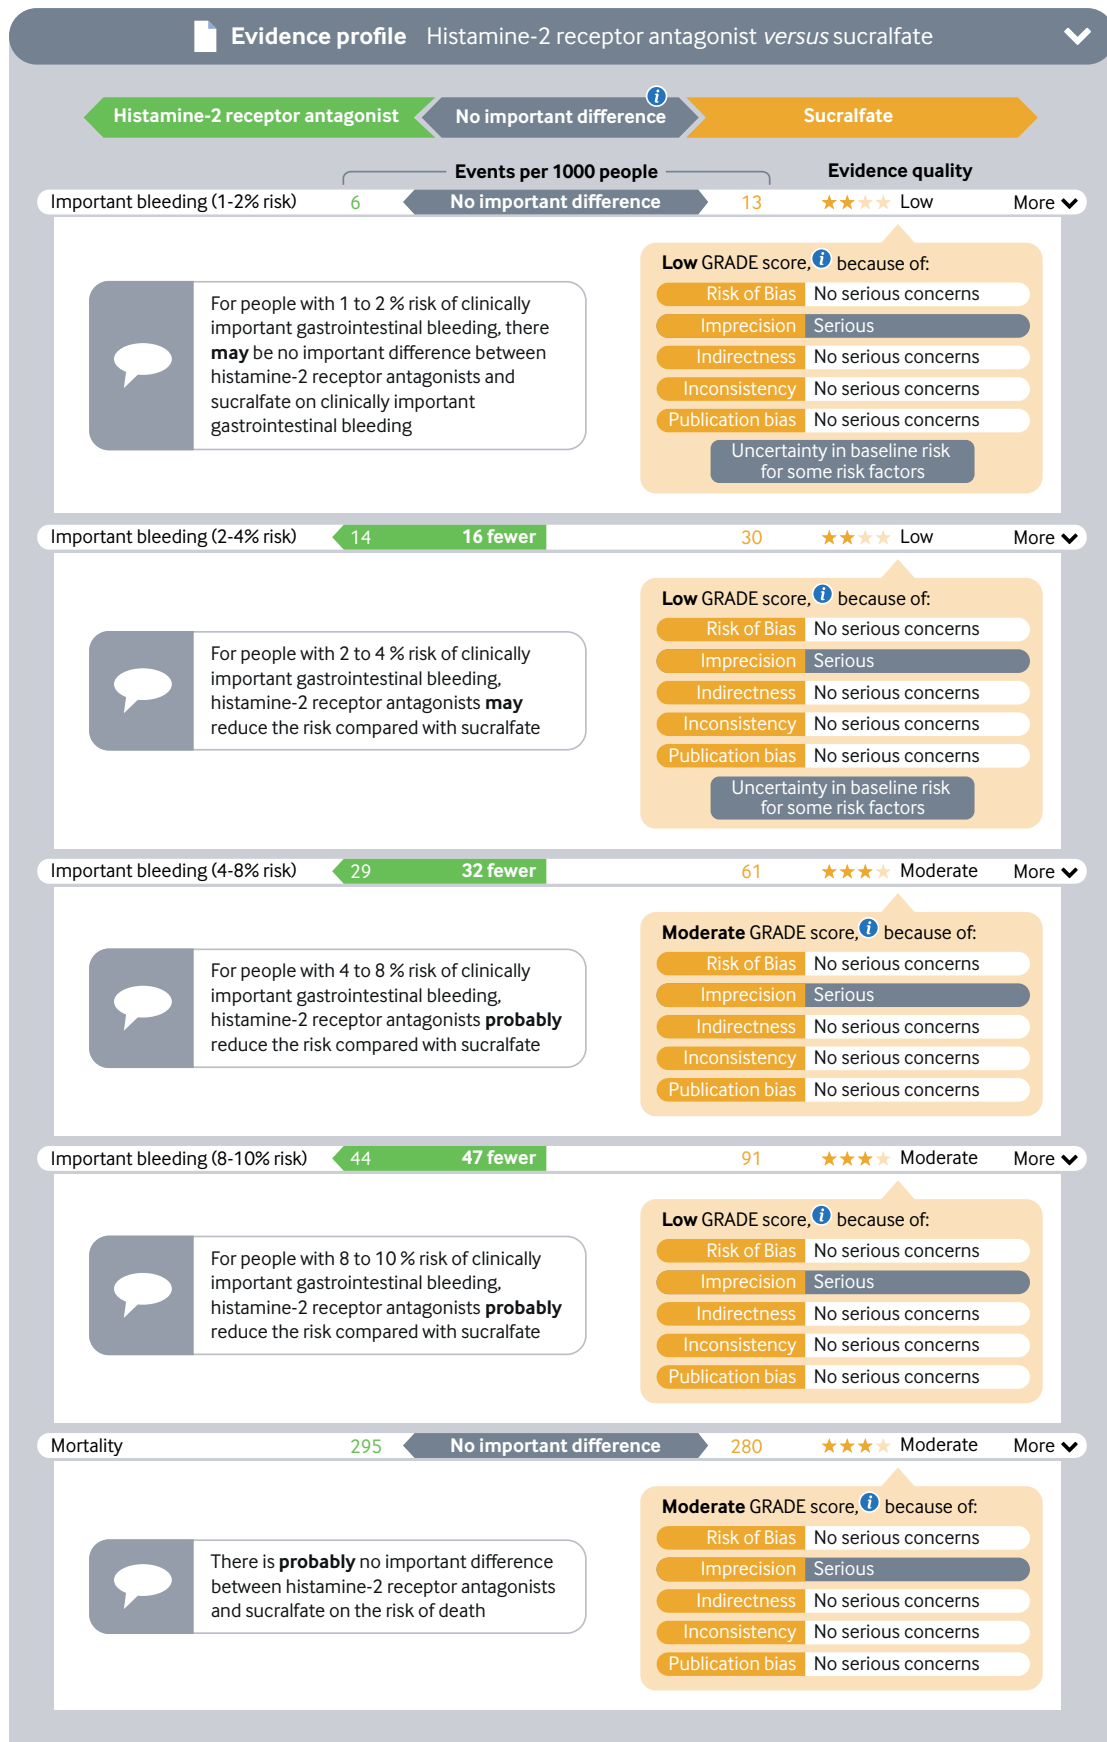 Evidence profile Histamine-2 receptor antagonist versus sucralfate
Histamine-2 receptor antagonist No important difference i Sucralfate
Events per 1000 people Evidence quality
Important bleeding (1-2% risk) 6 No important difference 13 Low More
For people with 1 to 2 % risk of clinically
important gastrointestinal bleeding, there
may be no important difference between
histamine-2 receptor antagonists and
sucralfate on clinically important
gastrointestinal bleeding
Low GRADE score, i because of:
Risk of Bias No serious concerns
Imprecision Serious
Indirectness No serious concerns
Inconsistency No serious concerns
Publication bias No serious concerns
Uncertainty in baseline risk
for some risk factors
Important bleeding (2-4% risk) 14 16 fewer 30 Low More
For people with 2 to 4 % risk of clinically
important gastrointestinal bleeding,
histamine-2 receptor antagonists may
reduce the risk compared with sucralfate
Low GRADE score, i because of:
Risk of Bias No serious concerns
Imprecision Serious
Indirectness No serious concerns
Inconsistency No serious concerns
Publication bias No serious concerns
Uncertainty in baseline risk
for some risk factors
Important bleeding (4-8% risk) 29 32 fewer 61 Moderate More
For people with 4 to 8 % risk of clinically
important gastrointestinal bleeding,
histamine-2 receptor antagonists probably
reduce the risk compared with sucralfate
Moderate GRADE score, i because of:
Risk of Bias No serious concerns
Imprecision Serious
Indirectness No serious concerns
Inconsistency No serious concerns
Publication bias No serious concerns
Important bleeding (8-10% risk) 44 47 fewer 91 Moderate More
For people with 8 to 10 % risk of clinically
important gastrointestinal bleeding,
histamine-2 receptor antagonists probably
reduce the risk compared with sucralfate
Low GRADE score, i because of:
Risk of Bias No serious concerns
Imprecision Serious
Indirectness No serious concerns
Inconsistency No serious concerns
Publication bias No serious concerns
Mortality 295 No important difference 280 Moderate More
There is probably no important difference
between histamine-2 receptor antagonists
and sucralfate on the risk of death
Moderate GRADE score, i because of:
Risk of Bias No serious concerns
Imprecision Serious
Indirectness No serious concerns
Inconsistency No serious concerns
Publication bias No serious concerns